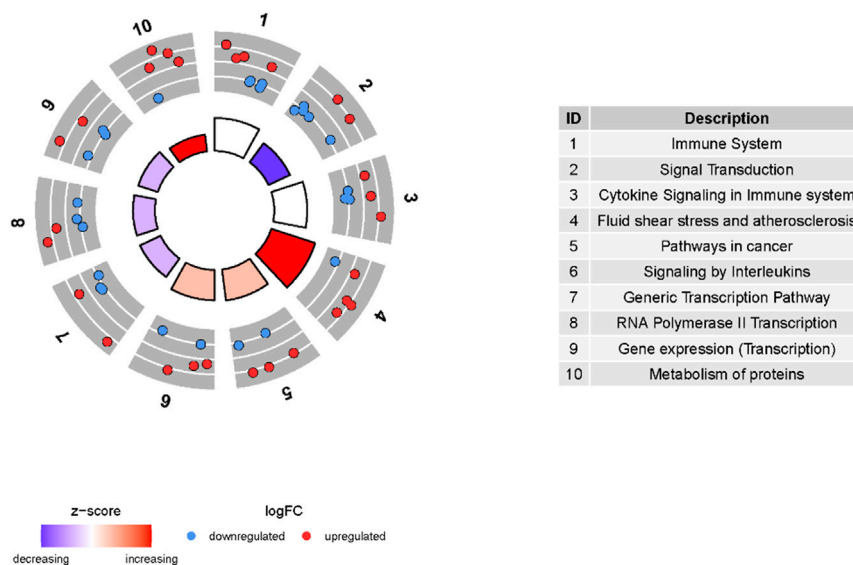 1
2
3
4
5
6
7
8
9
10
ID Description
1 Immune System
2 Signal Transduction
3 Cytokine Signaling in Immune system
4 Fluid shear stress and atherosclerosis
5 Pathways in cancer
6 Signaling by Interleukins
7 Generic Transcription Pathway
8 RNA Polymerase II Transcription
9 Gene expression (Transcription)
10 Metabolism of proteins
z-score
decreasing increasing
logFC
downregulated upregulated